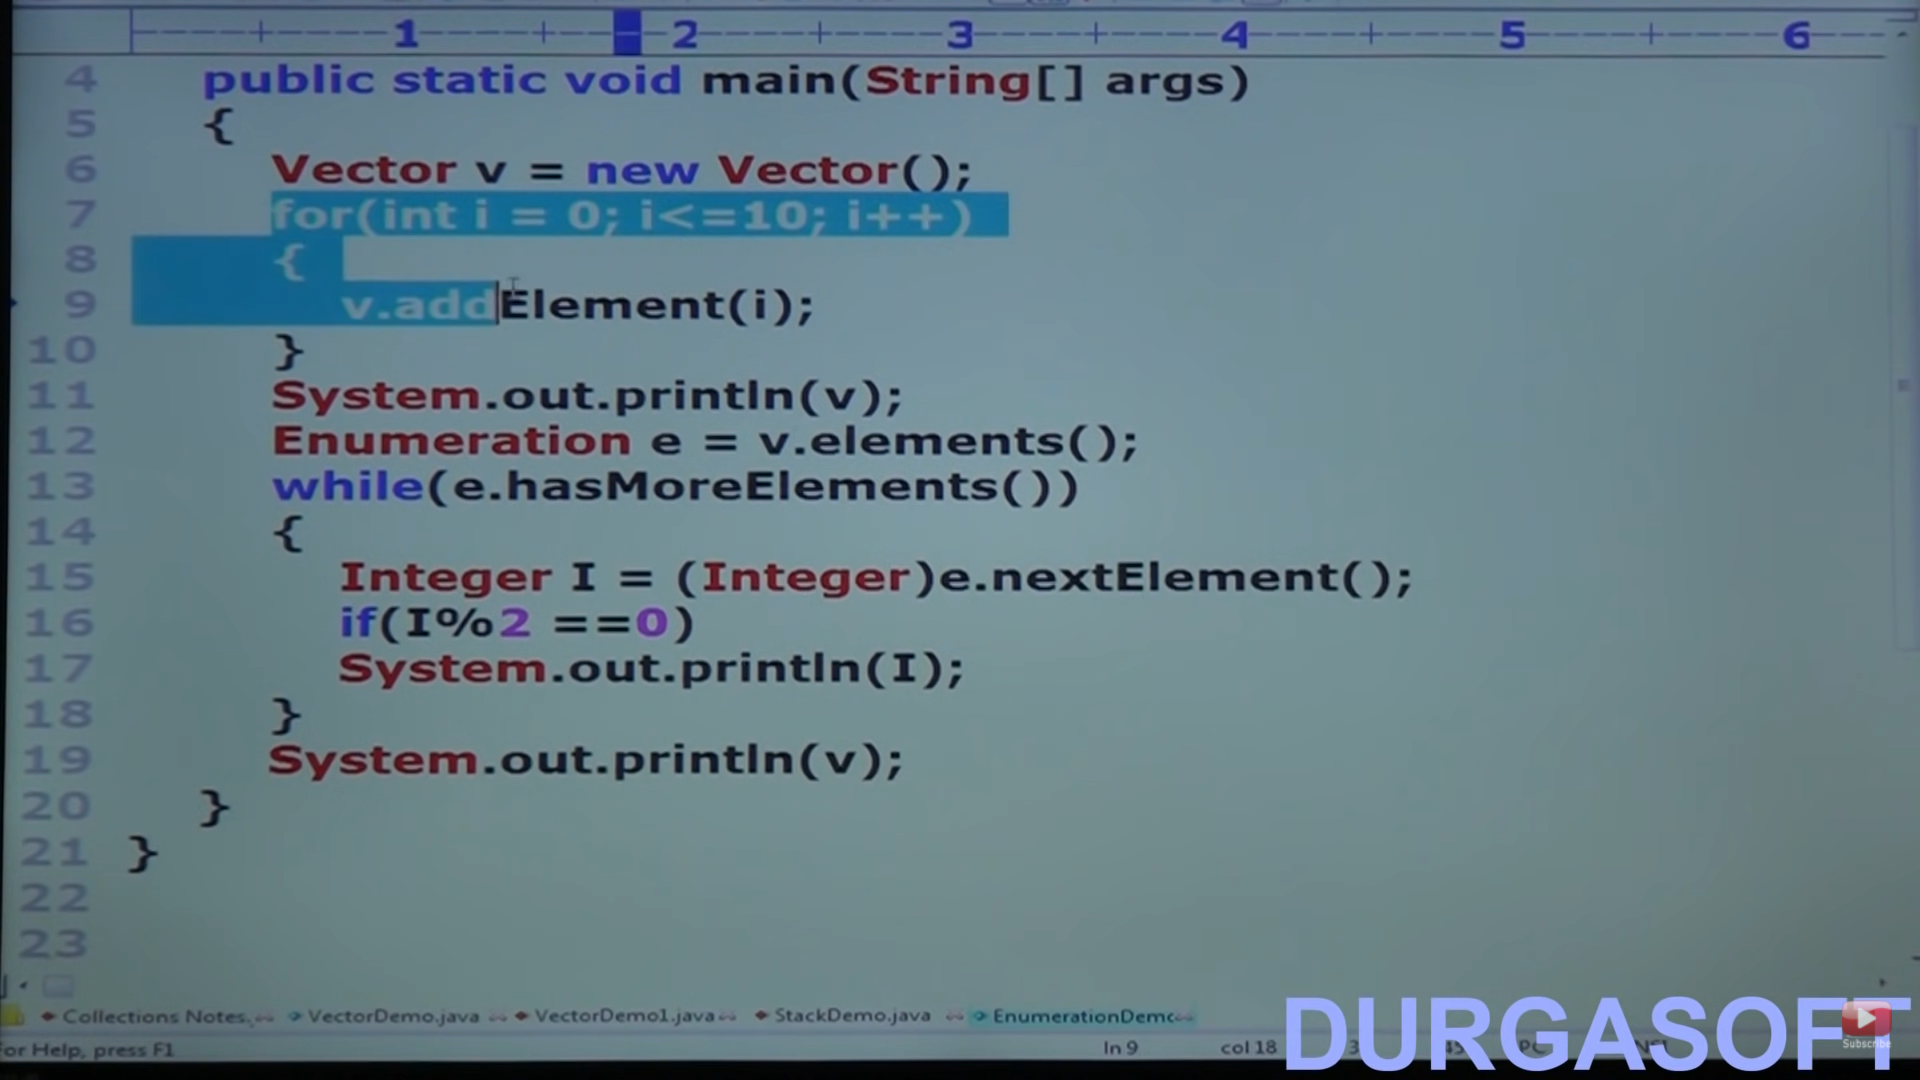 1 2 3 4 5 6
4 public static void main(String[] args)
5 {
6 Vector v = new Vector();
7 for(int i = 0; i<=10; i++)
8 {
9 v.addElement(i);
10 }
11 System.out.println(v);
12 Enumeration e = v.elements();
13 while(e.hasMoreElements())
14 {
15 Integer I = (Integer)e.nextElement();
16 if(I%2 ==0)
17 System.out.println(I);
18 }
19 System.out.println(v);
20 }
21 }
22
23
Collections Notes. VectorDemo.java VectorDemo1.java StackDemo.java EnumerationDemc
or Help, press F1 ln 9 col 18
DURGASOFT
Subscribe